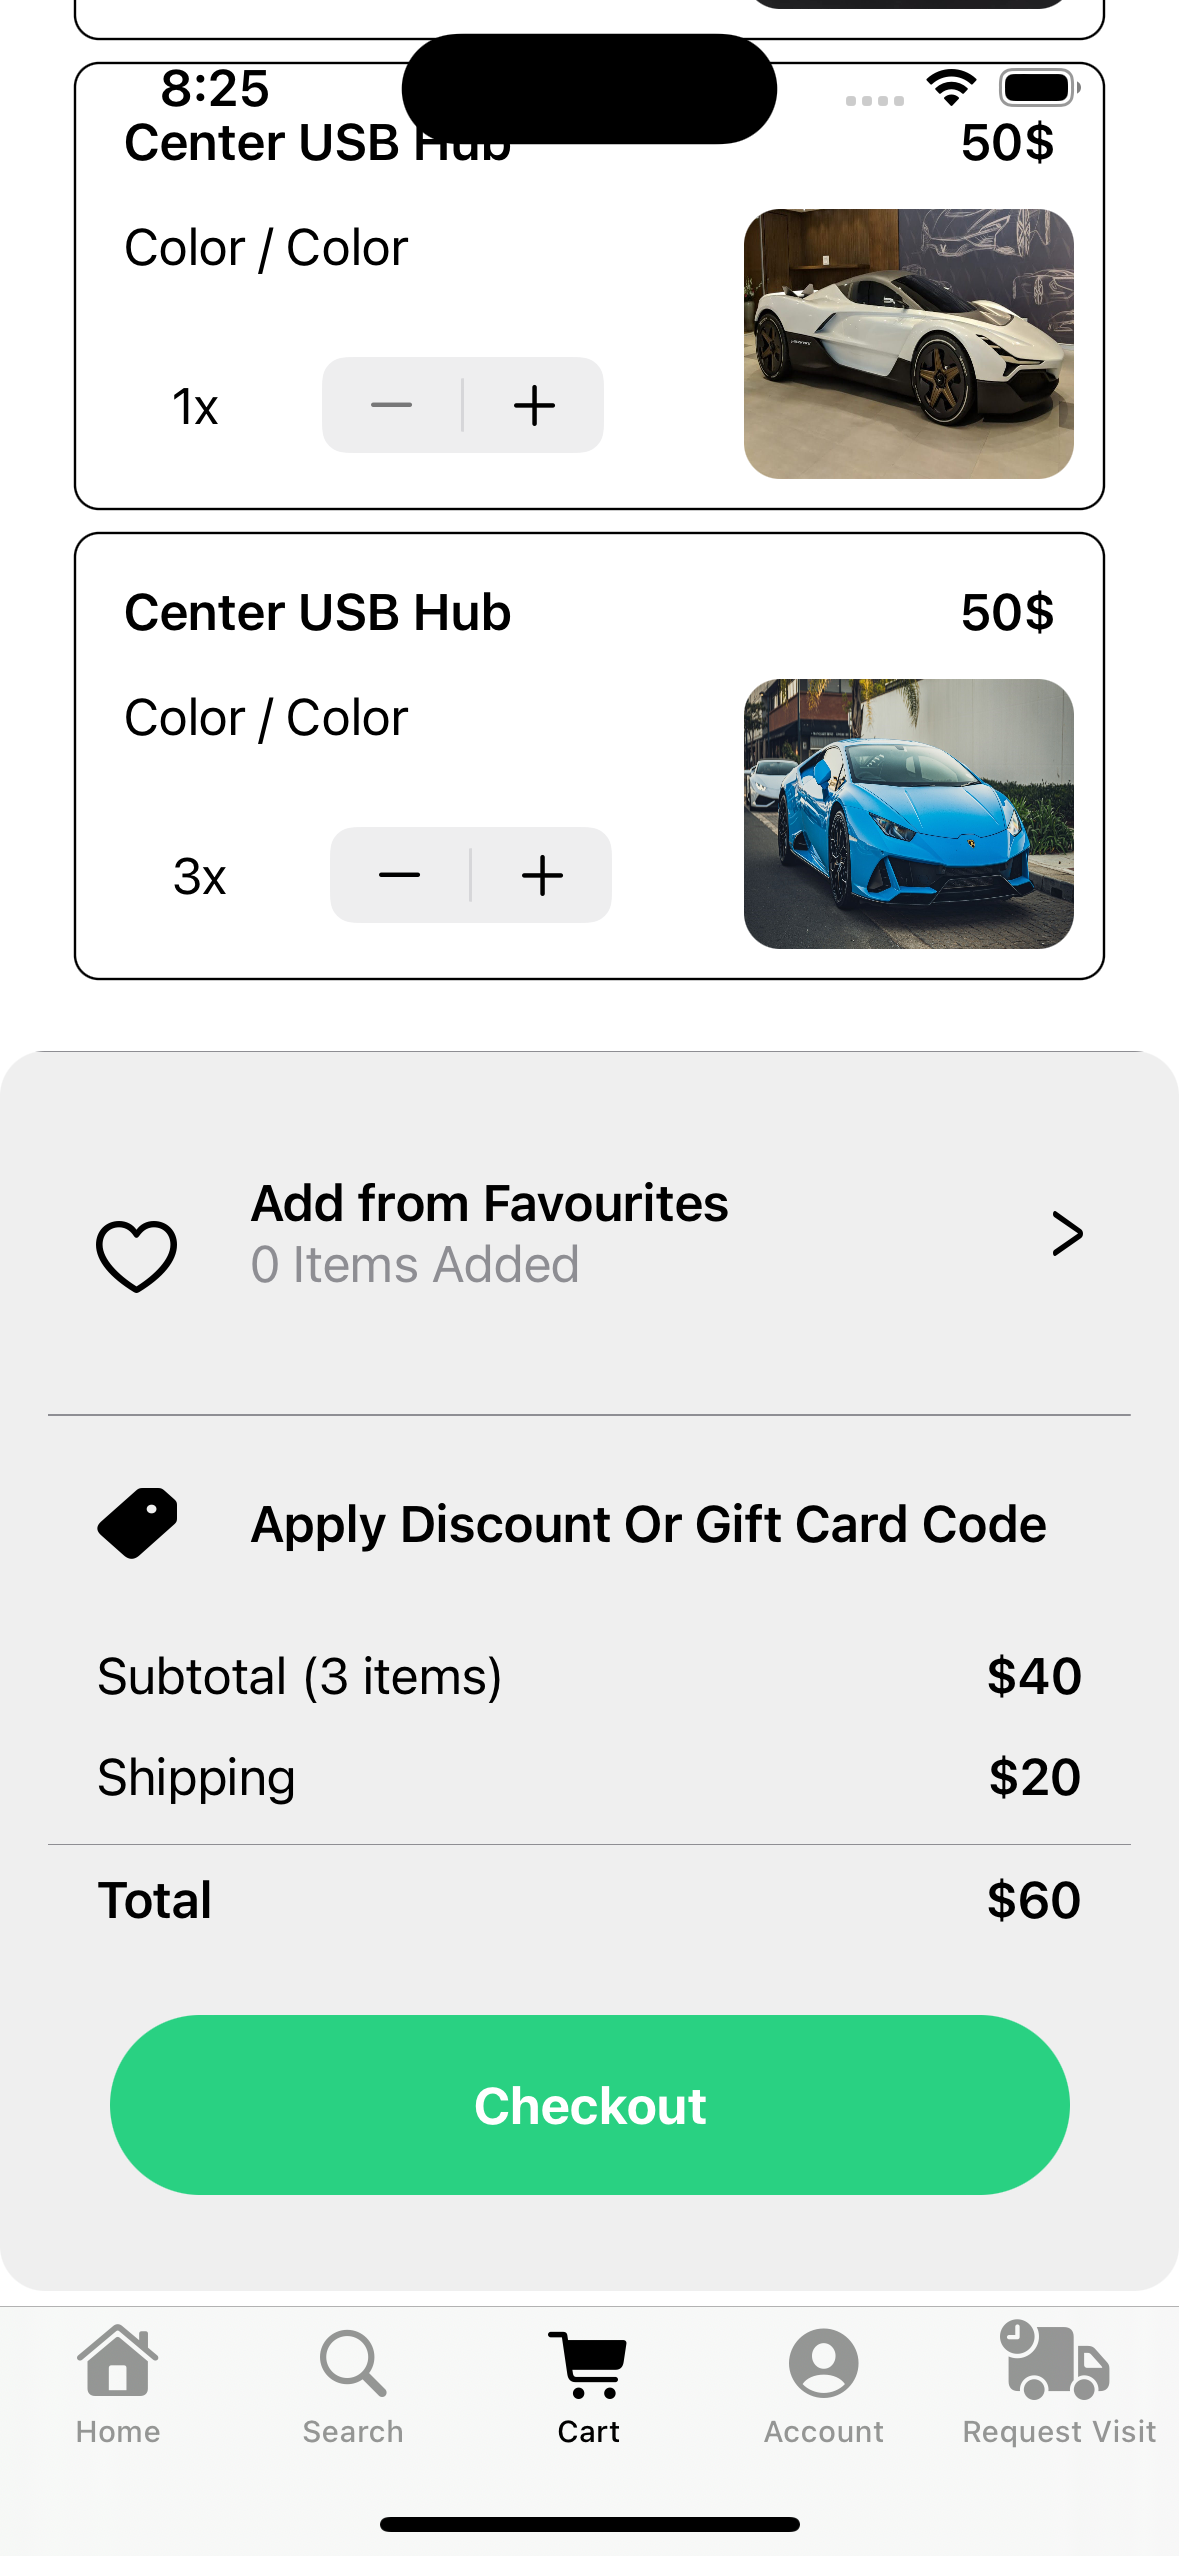 8:25
Center USB Hub 50$
Color / Color
1x
Center USB Hub 50$
Color / Color
3x
Add from Favourites
0 Items Added
Apply Discount Or Gift Card Code
Subtotal (3 items) $40
Shipping $20
Total $60
Checkout
Home Search Cart Account Request Visit